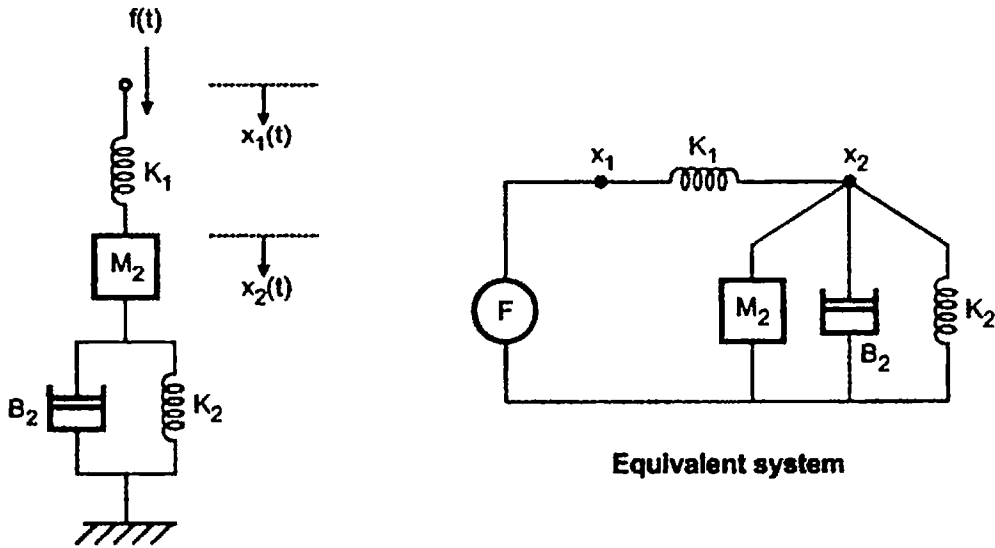 f(t)
x₁(t)
K₁
M₂
x₂(t)
B₂
K₂
x₁
K₁
x₂
F
M₂
B₂
K₂
Equivalent system